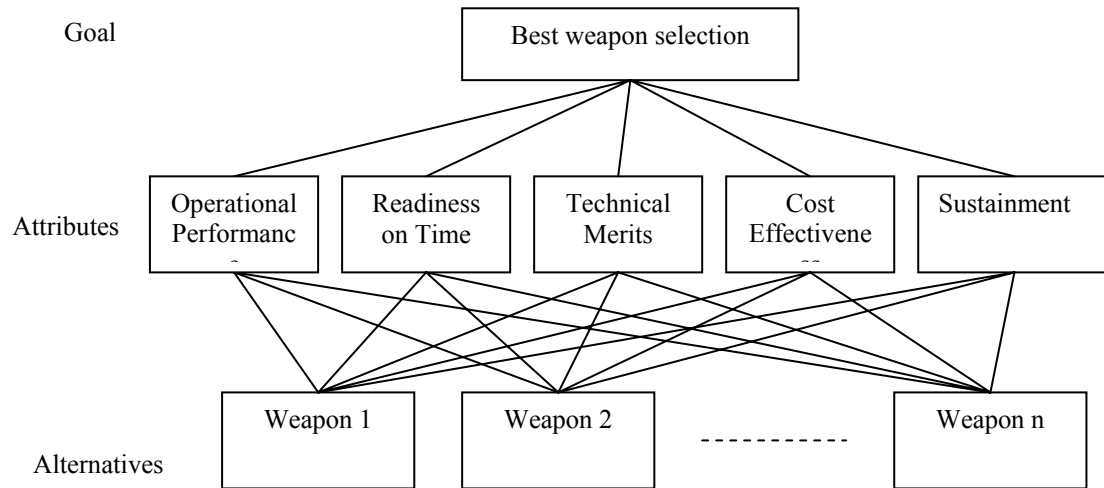 Goal
Best weapon selection
Attributes
Operational
Performanc
Readiness
on Time
Technical
Merits
Cost
Effectivene
Sustainment
Weapon 1
Weapon 2
Weapon n
Alternatives